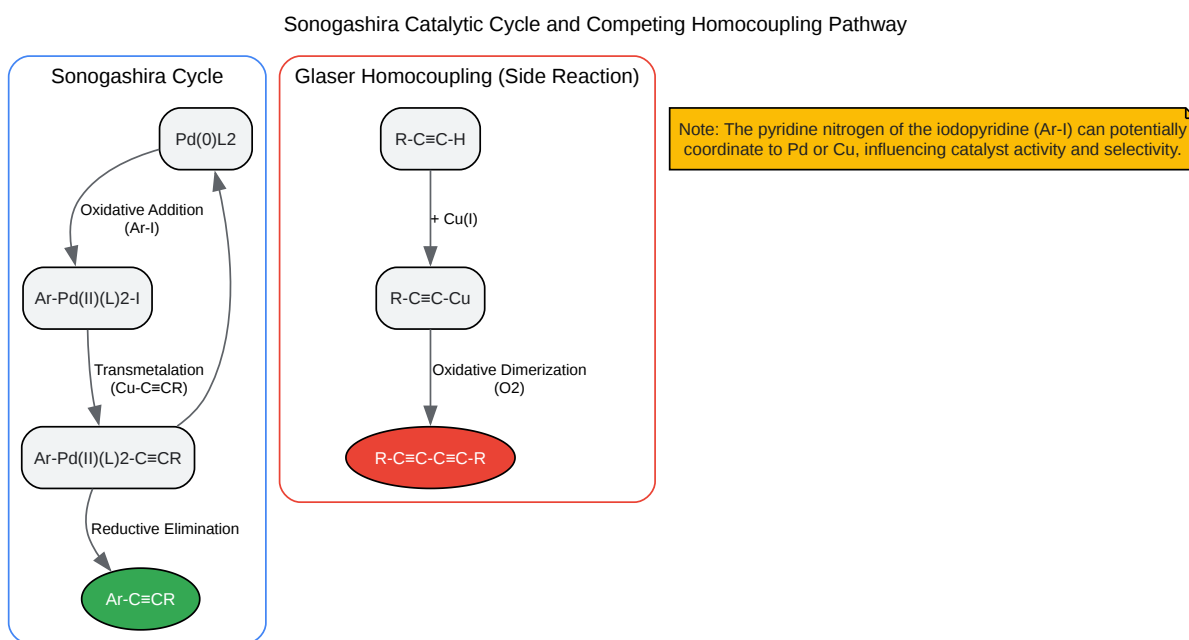 Sonogashira Catalytic Cycle and Competing Homocoupling Pathway
Sonogashira Cycle
Pd(0)L2
Oxidative Addition
(Ar-I)
Ar-Pd(II)(L)2-I
Transmetalation
(Cu-C≡CR)
Ar-Pd(II)(L)2-C≡CR
Reductive Elimination
Ar-C≡CR
Glaser Homocoupling (Side Reaction)
R-C≡C-H
+ Cu(I)
R-C≡C-Cu
Oxidative Dimerization
(O2)
R-C≡C-C≡C-R
Note: The pyridine nitrogen of the iodopyridine (Ar-I) can potentially
coordinate to Pd or Cu, influencing catalyst activity and selectivity.